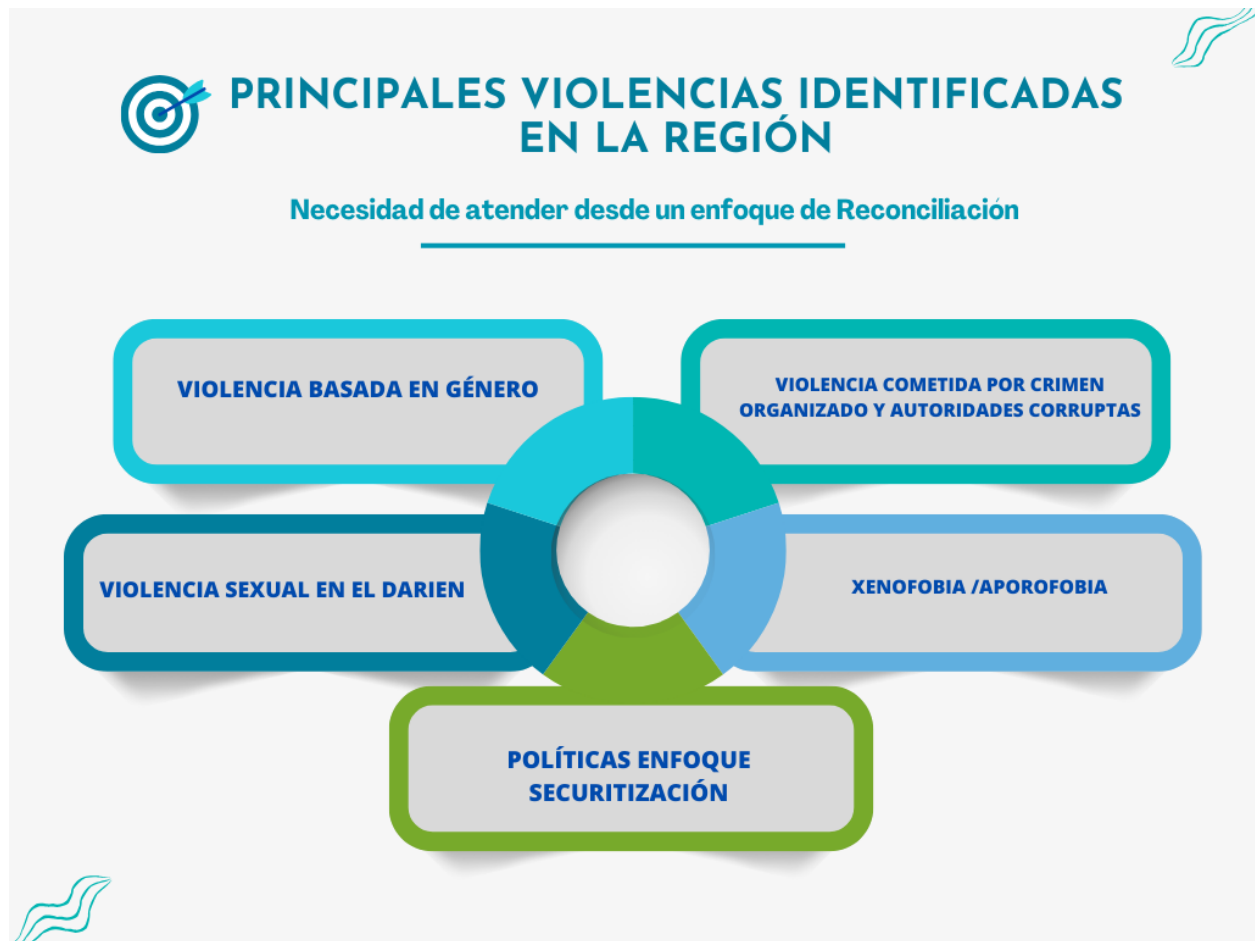 PRINCIPALES VIOLENCIAS IDENTIFICADAS
EN LA REGIÓN
Necesidad de atender desde un enfoque de Reconciliación
VIOLENCIA BASADA EN GÉNERO
VIOLENCIA COMETIDA POR CRIMEN
ORGANIZADO Y AUTORIDADES CORRUPTAS
VIOLENCIA SEXUAL EN EL DARIEN
XENOFOBIA /APOROFOBIA
POLÍTICAS ENFOQUE
SECURITIZACIÓN